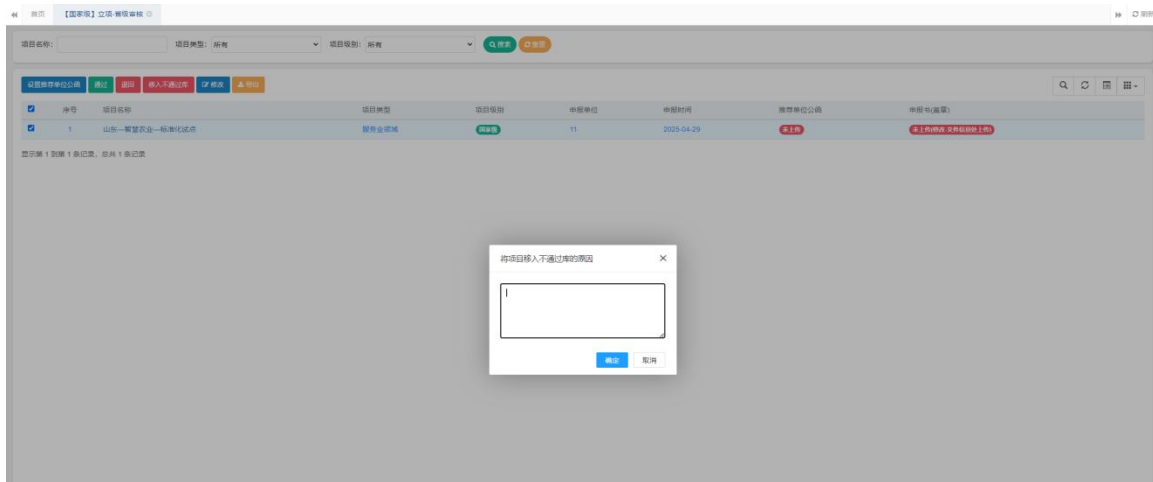 首页 【国家级】立项-省级审核
刷新
项目名称: 项目类型: 所有 项目级别: 所有 搜索 重置
设置推荐单位公函 通过 退回 移入不通过库 修改 导出
序号 项目名称 项目类型 项目级别 申报单位 申报时间 推荐单位公函 申报书(盖章)
1 山东—智慧农业—标准化试点 服务业领域 国家级 11 2025-04-29 未上传 未上传(修改-文件信息处上传)
显示第 1 到第 1 条记录，总共 1 条记录
将项目移入不通过库的原因
确定 取消